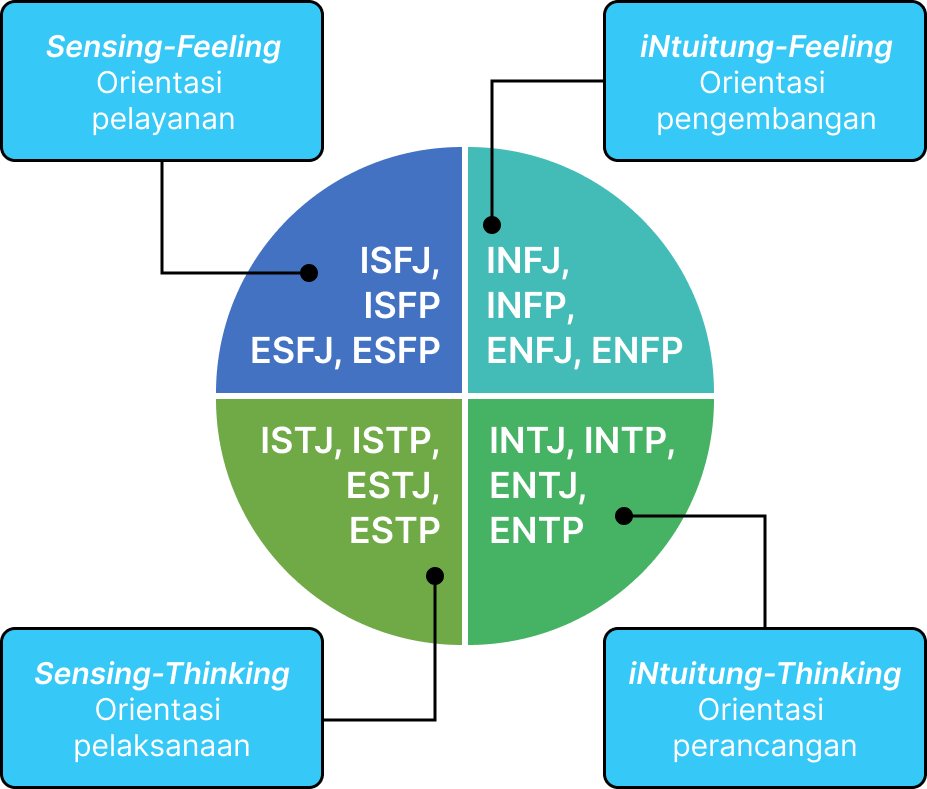 Sensing-Feeling
Orientasi
pelayanan
iNtuitung-Feeling
Orientasi
pengembangan
ISFJ,
ISFP
ESFJ, ESFP
INFJ,
INFP,
ENFJ, ENFP
ISTJ, ISTP,
ESTJ,
ESTP
INTJ, INTP,
ENTJ,
ENTP
Sensing-Thinking
Orientasi
pelaksanaan
iNtuitung-Thinking
Orientasi
perancangan